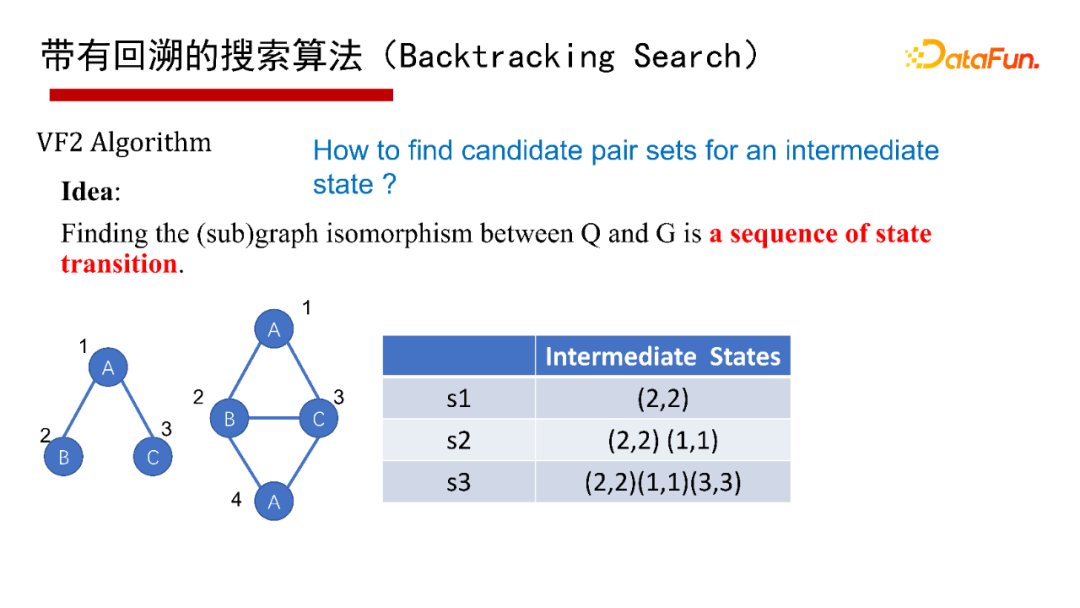 带有回溯的搜索算法（Backtracking Search）
DataFun.
VF2 Algorithm
How to find candidate pair sets for an intermediate
state ?
Idea:
Finding the (sub)graph isomorphism between Q and G is a sequence of state
transition.
1
A
2
B
3
C
1
A
2
B
3
C
4
A
Intermediate States
s1 (2,2)
s2 (2,2) (1,1)
s3 (2,2)(1,1)(3,3)